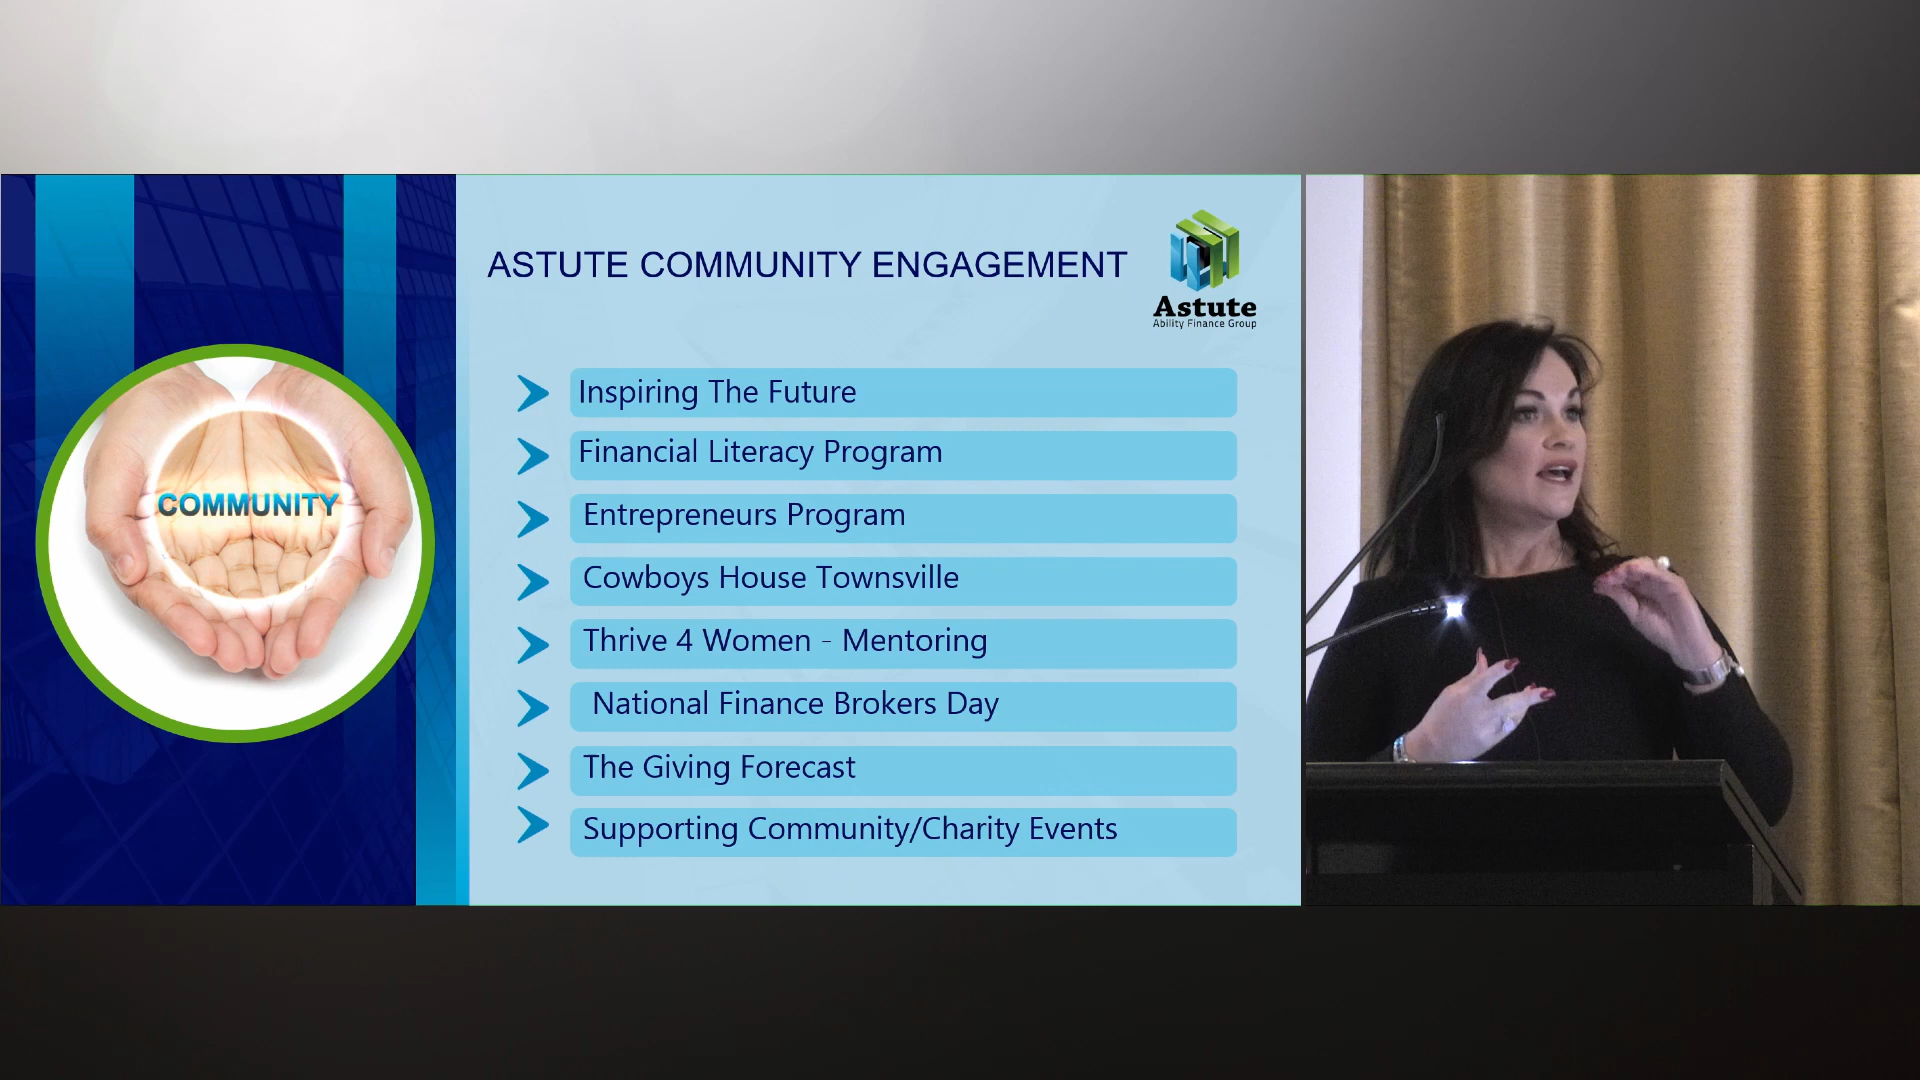 ASTUTE COMMUNITY ENGAGEMENT
Astute
Ability Finance Group
COMMUNITY
Inspiring The Future
Financial Literacy Program
Entrepreneurs Program
Cowboys House Townsville
Thrive 4 Women - Mentoring
National Finance Brokers Day
The Giving Forecast
Supporting Community/Charity Events